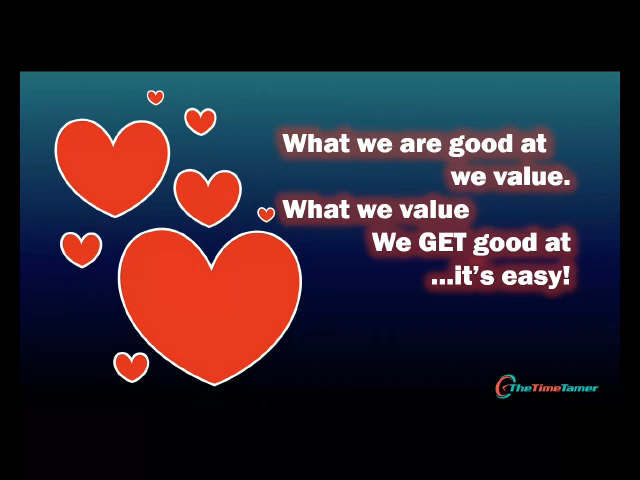 What we are good at
we value.
What we value
We GET good at
...it's easy!
TheTimeTamer